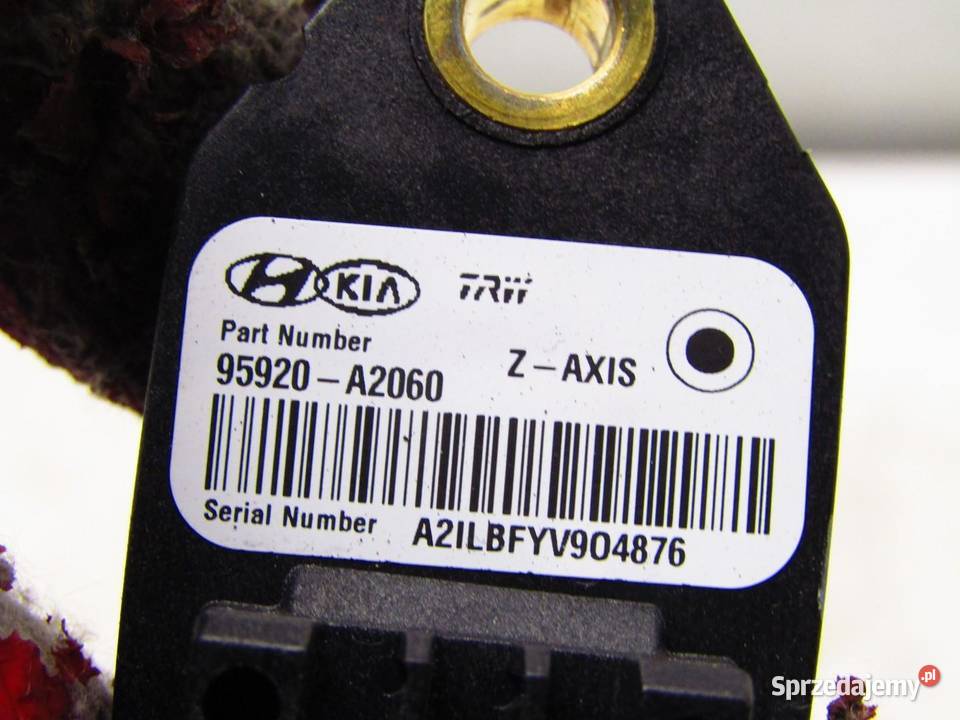 KIA TRW
Part Number
95920-A2060 Z-AXIS
Serial Number A2ILBFYV904876
Sprzedajemy.pl